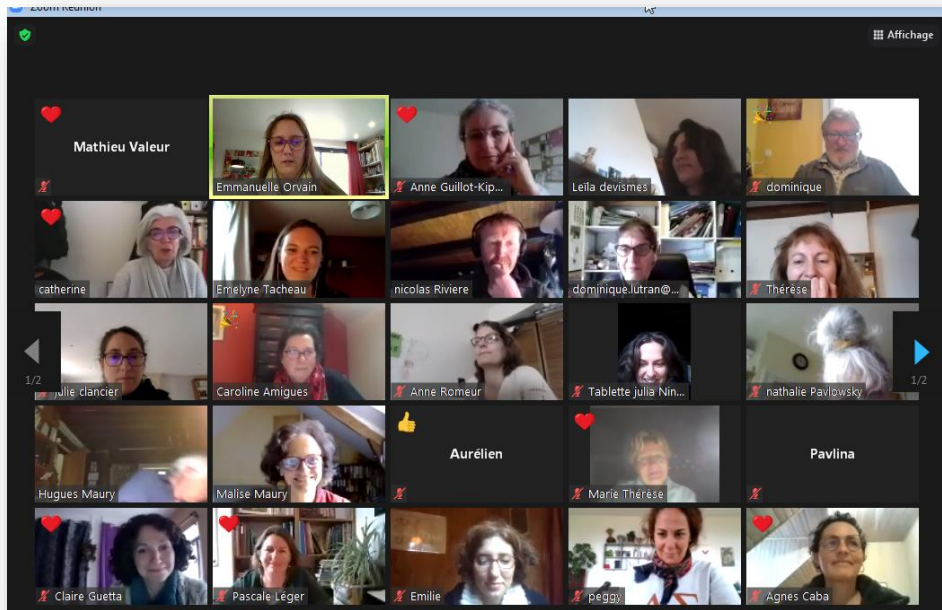 Zoom Réunion
Affichage
Mathieu Valeur
Emmanuelle Orvain
Anne Guillot-Kip...
Leïla devismes
dominique
catherine
Emelyne Tacheau
nicolas Riviere
dominique.lutran@...
Thérèse
julie clancier
Caroline Amigues
Anne Romeur
Tablette julia Nin...
nathalie Pavlowsky
1/2
1/2
Hugues Maury
Malise Maury
Aurélien
Marie Thérèse
Pavlina
Claire Guetta
Pascale Léger
Emilie
peggy
Agnes Caba